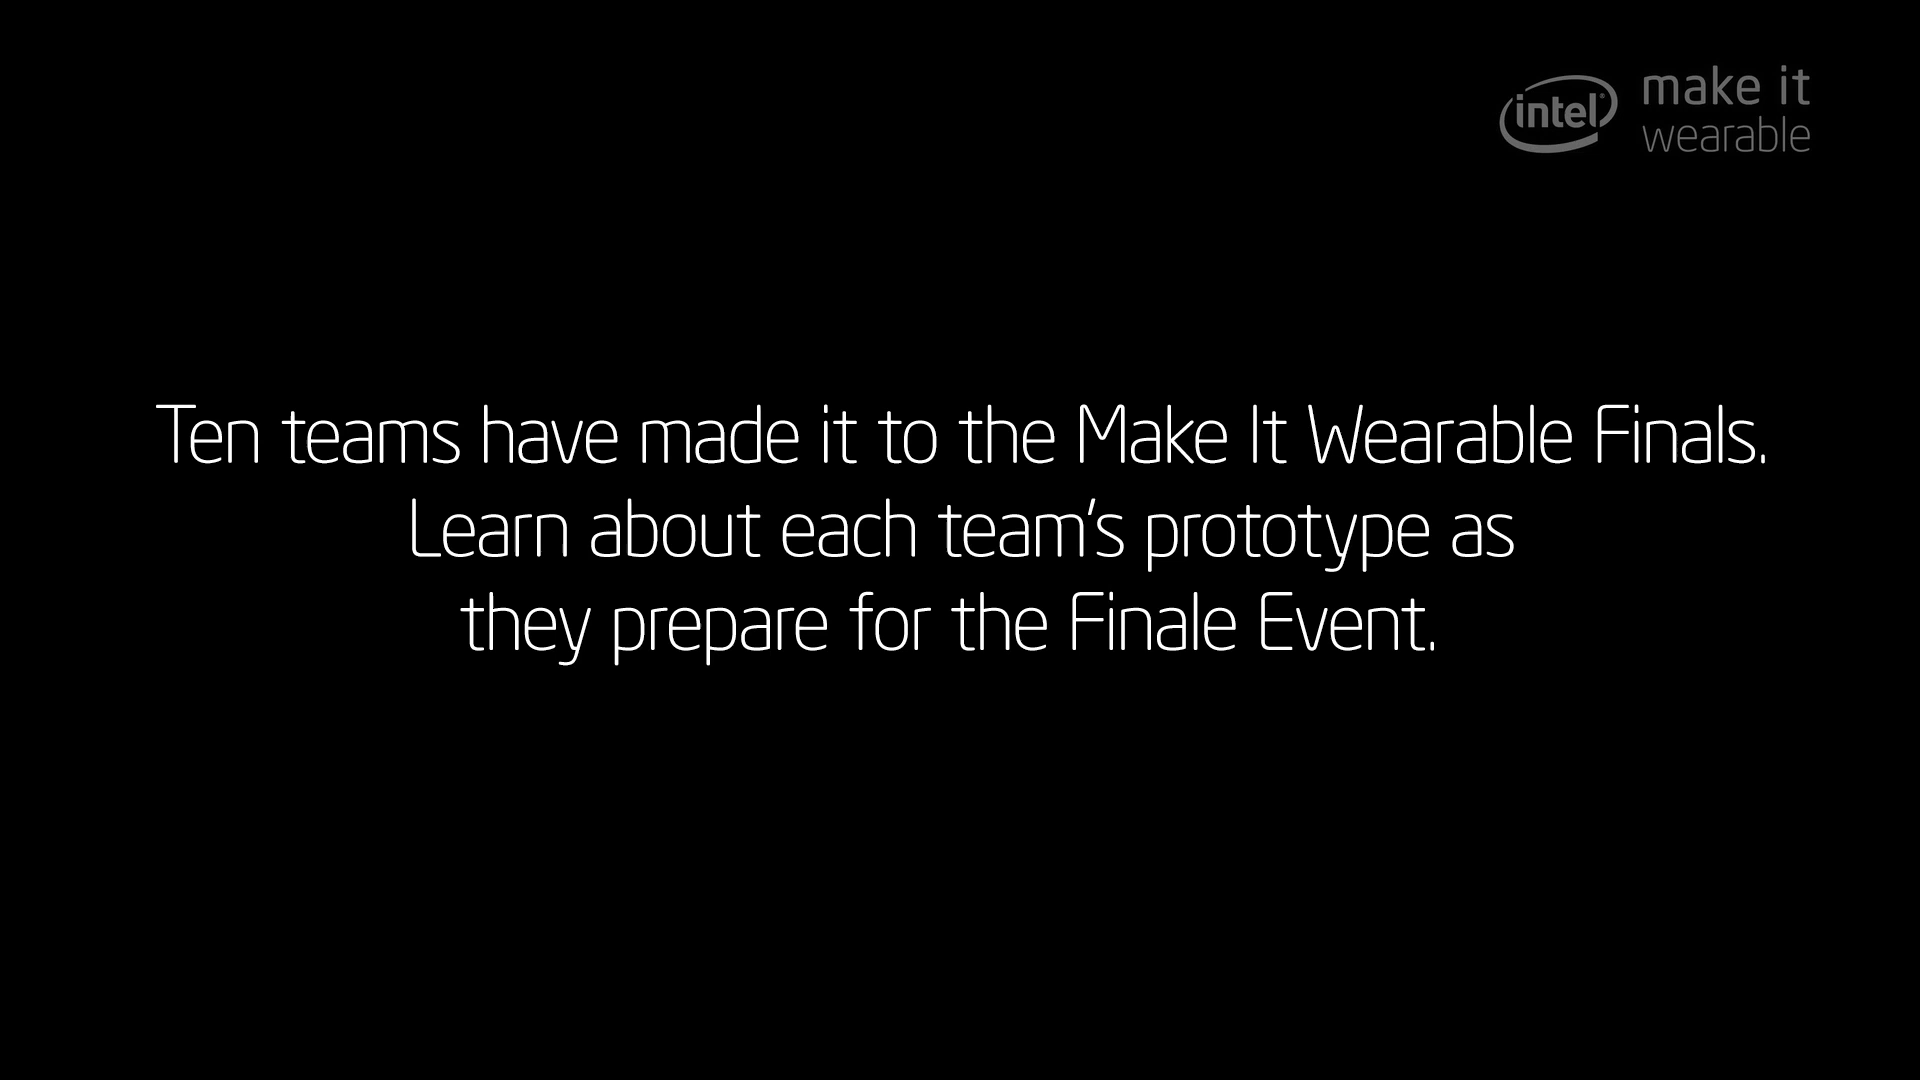 intel® make it
wearable
Ten teams have made it to the Make It Wearable Finals.
Learn about each team's prototype as
they prepare for the Finale Event.